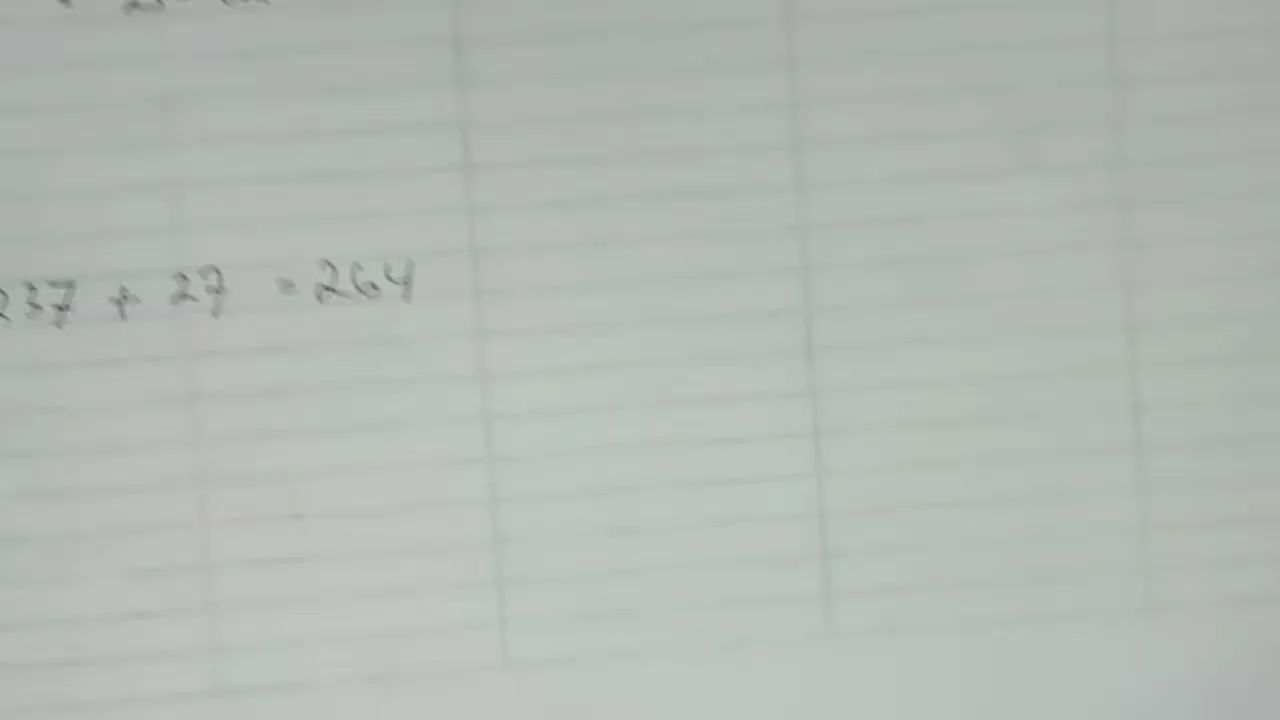 237 + 27 = 264